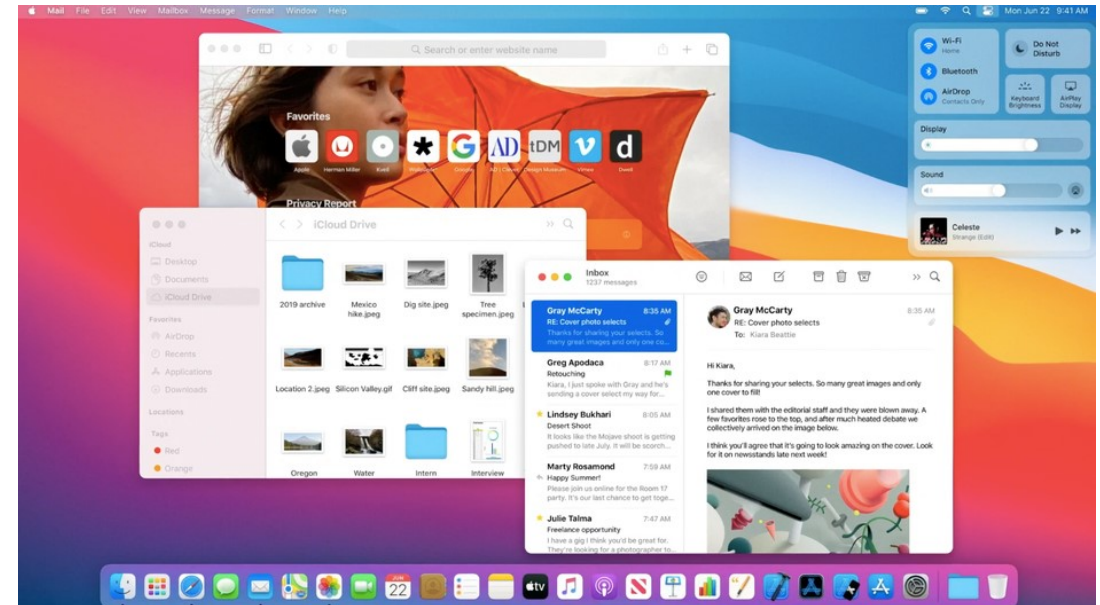 Mail File Edit View Mailbox Message Format Window Help
Mon Jun 22 9:41 AM
Search or enter website name
Favorites
AD
tDM
d
Apple
Herman Miller
Kvell
Design Museum
Vimeo
Dwell
Privacy Report
Wi-Fi
Home
Bluetooth
AirDrop
Contacts Only
Do Not
Disturb
Keyboard
Brightness
AirPlay
Display
Display
Sound
Celeste
Strange (Edit)
iCloud
Desktop
Documents
iCloud Drive
Favorites
AirDrop
Recents
Applications
Downloads
Locations
Tags
Red
Orange
iCloud Drive
2019 archive
Mexico
hike.jpeg
Dig site.jpeg
Tree
specimen.jpeg
Location 2.jpeg
Silicon Valley.gif
Cliff site.jpeg
Sandy hill.jpeg
Oregon
Water
Intern
Interview
Inbox
1237 messages
Gray McCarty 8:35 AM
RE: Cover photo selects
Thanks for sharing your selects. So
many great images and only one co...
Greg Apodaca 8:17 AM
Retouching
Kiara, I just spoke with Gray and he's
sending a cover select my way for...
Lindsey Bukhari 8:05 AM
Desert Shoot
It looks like the Mojave shoot is getting
pushed to late July. It will be scorch...
Marty Rosamond 7:59 AM
Happy Summer!
Please join us online for the Room 17
party. It's our last chance to get toge...
Julie Talma 7:47 AM
Freelance opportunity
I have a gig I think you'd be great for.
They're looking for a photographer to...
Gray McCarty 8:35 AM
RE: Cover photo selects
To: Kiara Beattie
Hi Kiara,
Thanks for sharing your selects. So many great images and only
one cover to fill!
I shared them with the editorial staff and they were blown away. A
few favorites rose to the top, and after much heated debate we
collectively arrived on the image below.
I think you'll agree that it's going to look amazing on the cover. Look
for it on newsstands late next week!
JUN
22
tv